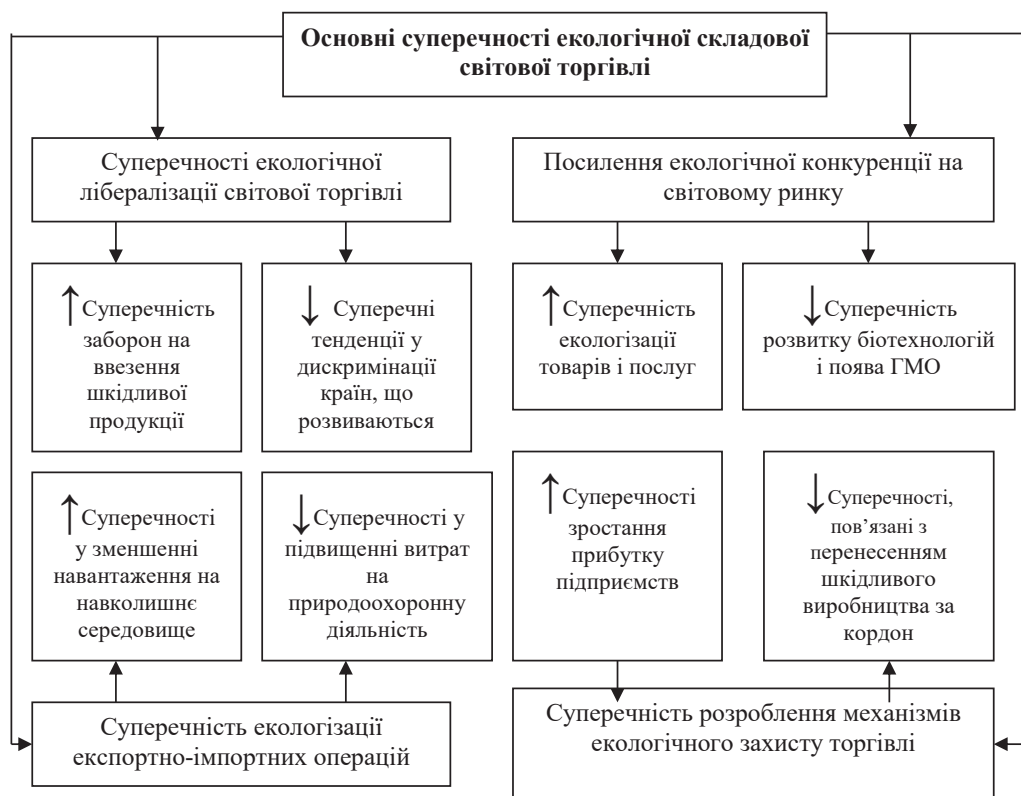 Основні суперечності екологічної складової
світової торгівлі
Суперечності екологічної
лібералізації світової торгівлі
Посилення екологічної конкуренції на
світовому ринку
↑ Суперечність
заборон на
ввезення
шкідливої
продукції
↓ Суперечні
тенденції у
дискримінації
країн, що
розвиваються
↑ Суперечність
екологізації
товарів і послуг
↓ Суперечність
розвитку біотехнологій
і поява ГМО
↑ Суперечності
у зменшенні
навантаження на
навколишнє
середовище
↓ Суперечності у
підвищенні витрат
на
природоохоронну
діяльність
↑ Суперечності
зростання
прибутку
підприємств
↓ Суперечності,
пов’язані з
перенесенням
шкідливого
виробництва за
кордон
Суперечність екологізації
експортно-імпортних операцій
Суперечність розроблення механізмів
екологічного захисту торгівлі